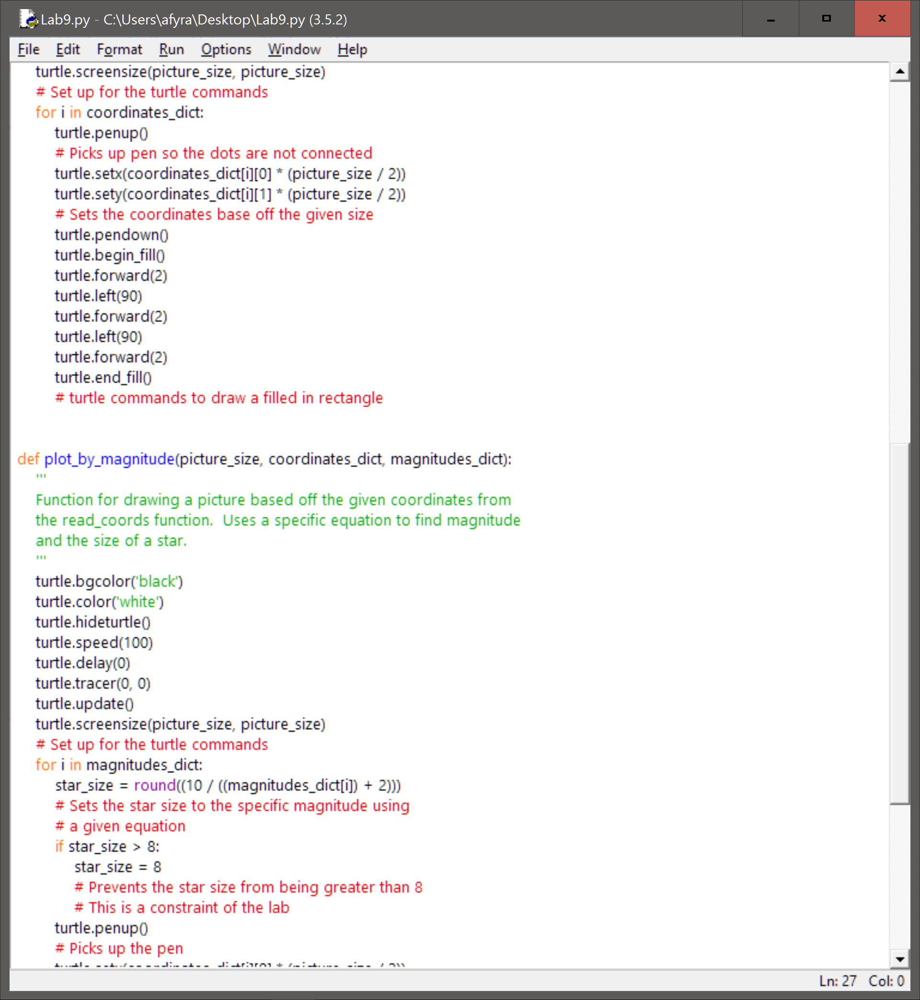 Lab9.py - C:\Users\afyra\Desktop\Lab9.py (3.5.2)
File Edit Format Run Options Window Help
turtle.screensize(picture_size, picture_size)
# Set up for the turtle commands
for i in coordinates_dict:
turtle.penup()
# Picks up pen so the dots are not connected
turtle.setx(coordinates_dict[i][0] * (picture_size / 2))
turtle.sety(coordinates_dict[i][1] * (picture_size / 2))
# Sets the coordinates base off the given size
turtle.pendown()
turtle.begin_fill()
turtle.forward(2)
turtle.left(90)
turtle.forward(2)
turtle.left(90)
turtle.forward(2)
turtle.end_fill()
# turtle commands to draw a filled in rectangle
def plot_by_magnitude(picture_size, coordinates_dict, magnitudes_dict):
'''
Function for drawing a picture based off the given coordinates from
the read_coords function.  Uses a specific equation to find magnitude
and the size of a star.
'''
turtle.bgcolor('black')
turtle.color('white')
turtle.hideturtle()
turtle.speed(100)
turtle.delay(0)
turtle.tracer(0, 0)
turtle.update()
turtle.screensize(picture_size, picture_size)
# Set up for the turtle commands
for i in magnitudes_dict:
star_size = round((10 / ((magnitudes_dict[i]) + 2)))
# Sets the star size to the specific magnitude using
# a given equation
if star_size > 8:
star_size = 8
# Prevents the star size from being greater than 8
# This is a constraint of the lab
turtle.penup()
# Picks up the pen
Ln: 27 Col: 0